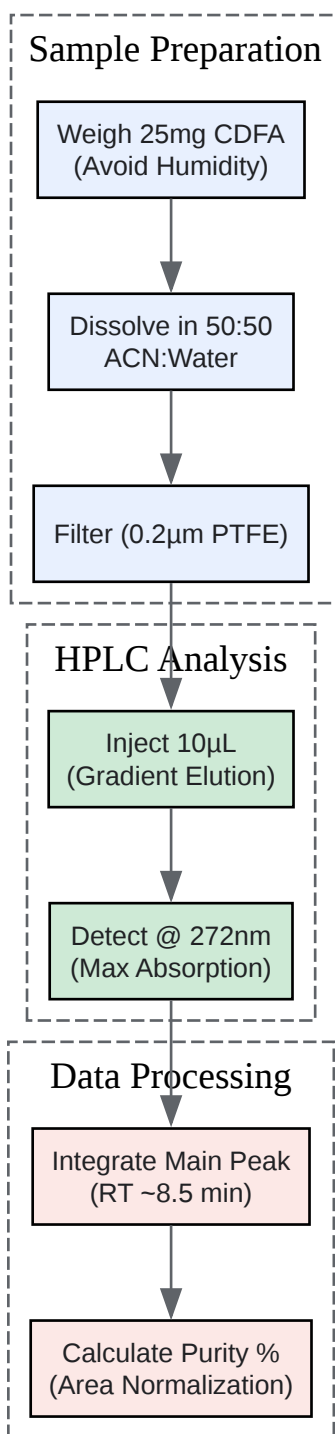 Sample Preparation
Weigh 25mg CDFA
(Avoid Humidity)
Dissolve in 50:50
ACN:Water
Filter (0.2µm PTFE)
HPLC Analysis
Inject 10µL
(Gradient Elution)
Detect @ 272nm
(Max Absorption)
Data Processing
Integrate Main Peak
(RT ~8.5 min)
Calculate Purity %
(Area Normalization)